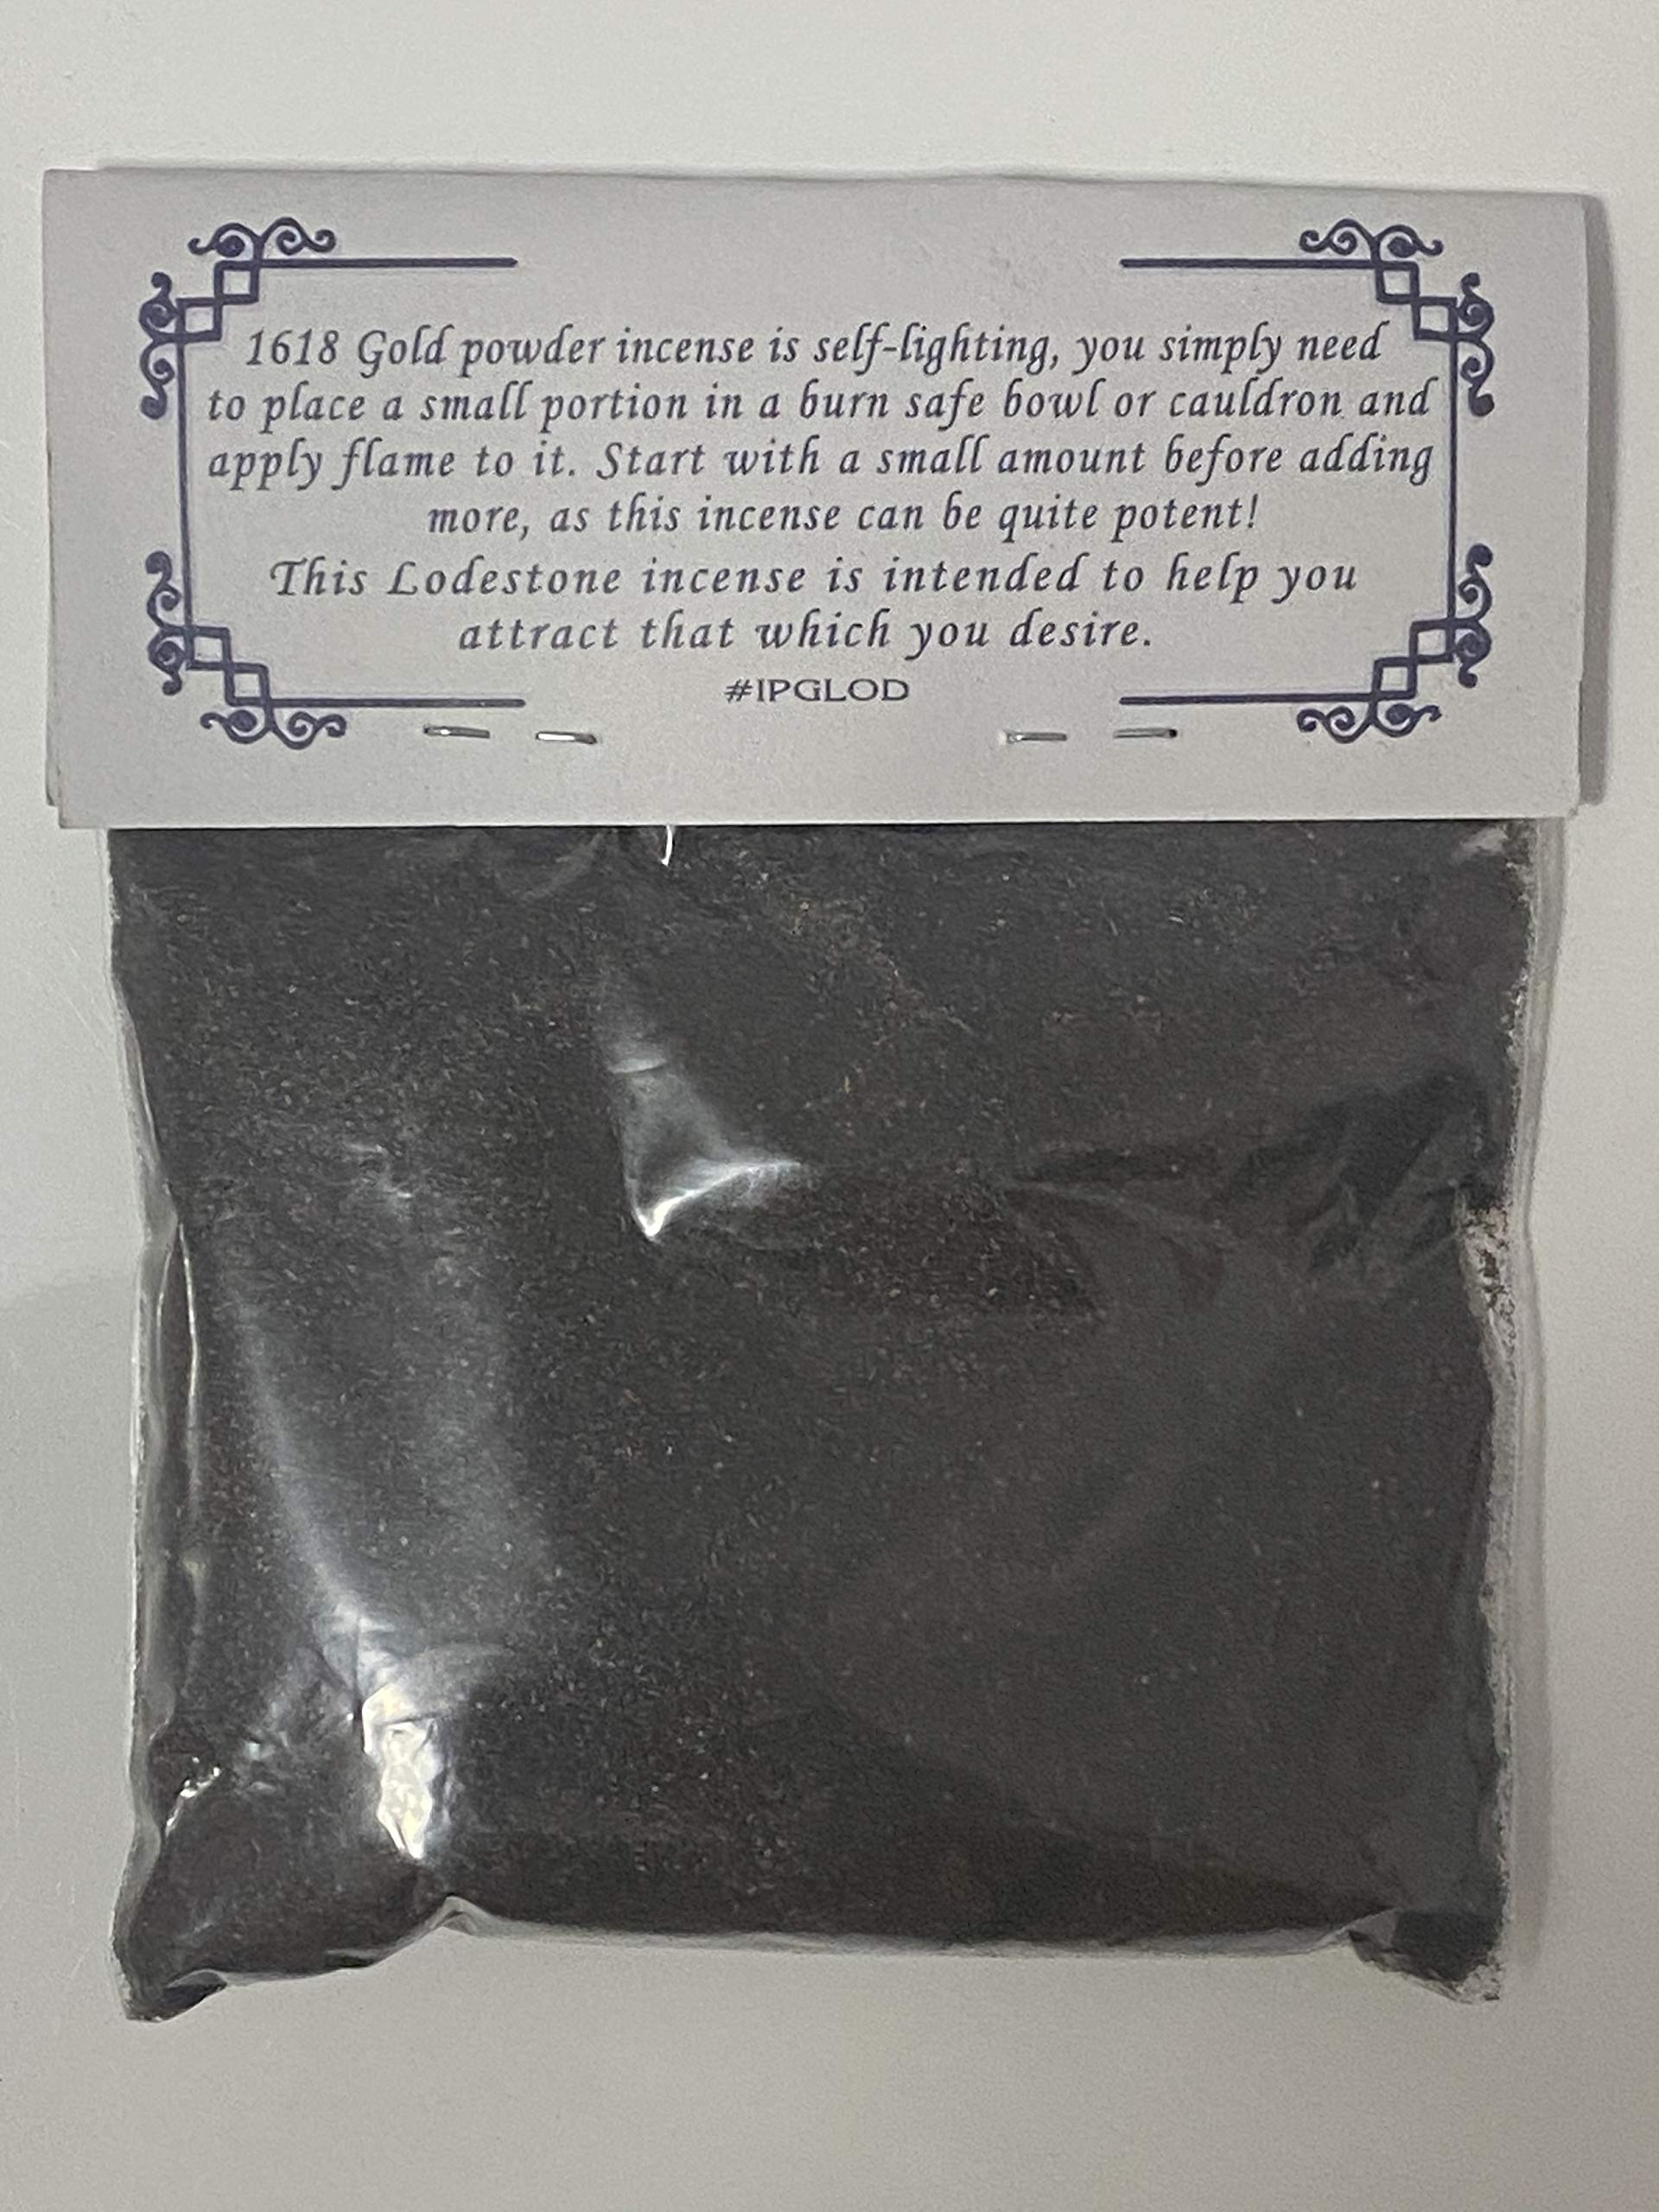 1618 Gold powder incense is self-lighting, you simply need
to place a small portion in a burn safe bowl or cauldron and
apply flame to it. Start with a small amount before adding
more, as this incense can be quite potent!
This Lodestone incense is intended to help you
attract that which you desire.
#IPGLOD